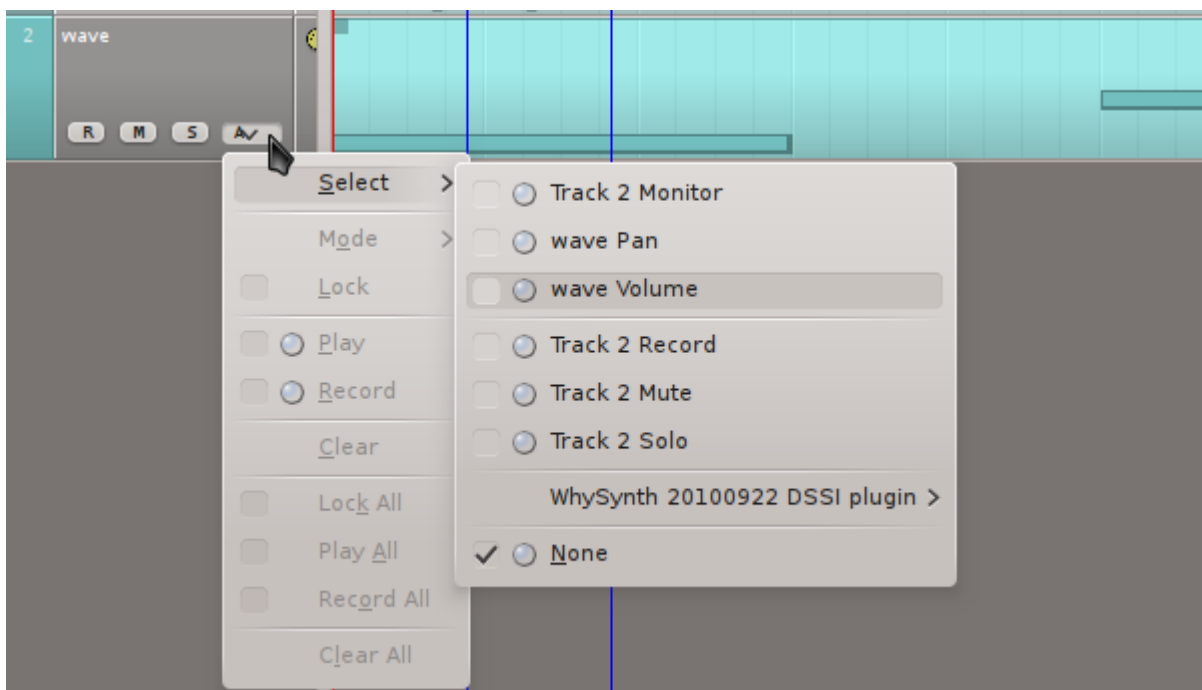 2 wave
R M S A
Select
Mode
Lock
Play
Record
Clear
Lock All
Play All
Record All
Clear All
Track 2 Monitor
wave Pan
wave Volume
Track 2 Record
Track 2 Mute
Track 2 Solo
WhySynth 20100922 DSSI plugin
None